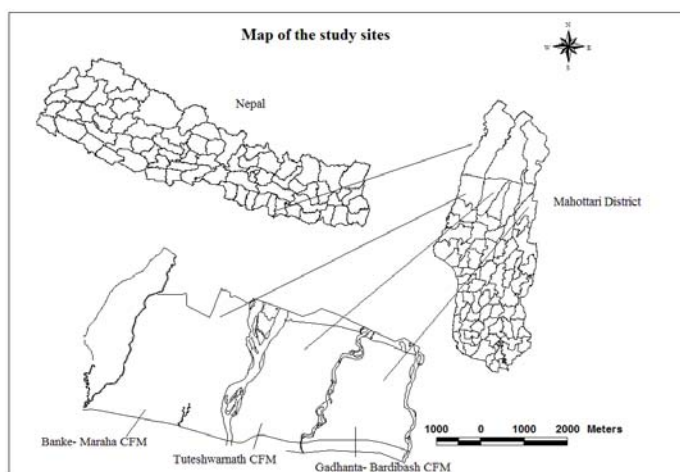 Map of the study sites
N
W E
S
Nepal
Mahottari District
Banke- Maraha CFM
Tuteshwarnath CFM
Gadhanta- Bardibash CFM
1000 0 1000 2000 Meters